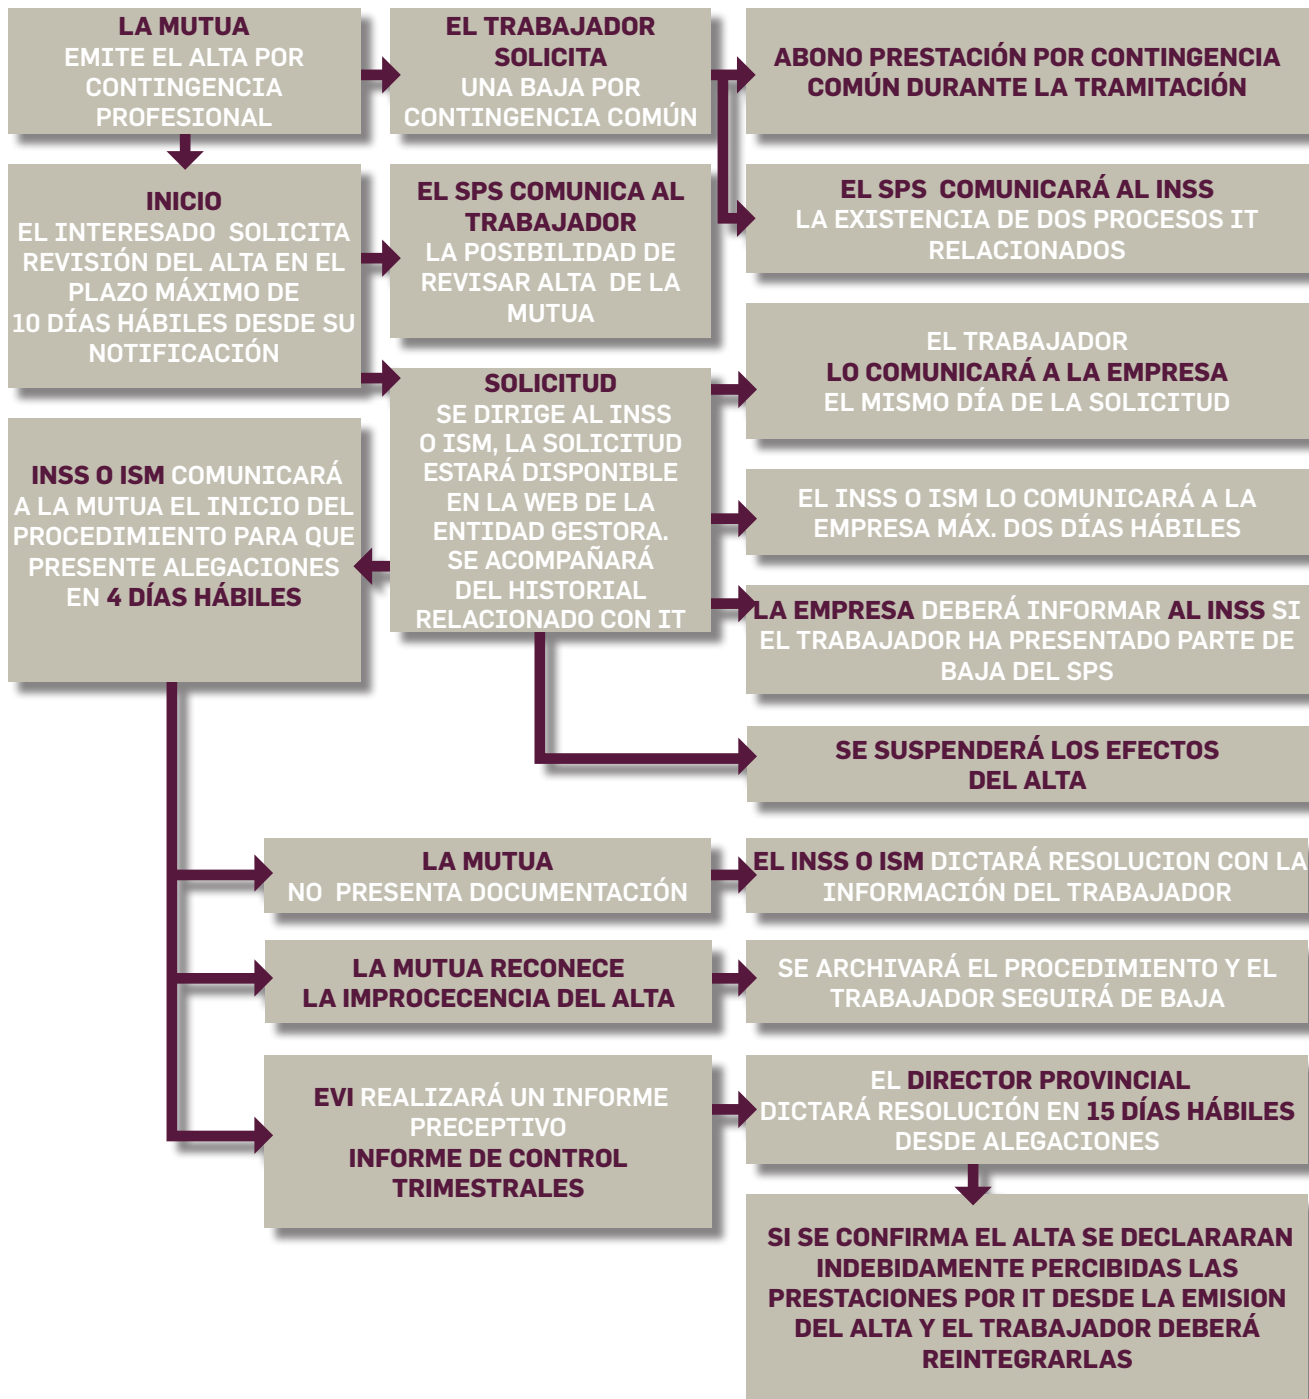 LA MUTUA
EMITE EL ALTA POR
CONTINGENCIA
PROFESIONAL
EL TRABAJADOR
SOLICITA
UNA BAJA POR
CONTINGENCIA COMÚN
ABONO PRESTACIÓN POR CONTINGENCIA
COMÚN DURANTE LA TRAMITACIÓN
INICIO
EL INTERESADO SOLICITA
REVISIÓN DEL ALTA EN EL
PLAZO MÁXIMO DE
10 DÍAS HÁBILES DESDE SU
NOTIFICACIÓN
EL SPS COMUNICA AL
TRABAJADOR
LA POSIBILIDAD DE
REVISAR ALTA DE LA
MUTUA
EL SPS COMUNICARÁ AL INSS
LA EXISTENCIA DE DOS PROCESOS IT
RELACIONADOS
SOLICITUD
SE DIRIGE AL INSS
O ISM, LA SOLICITUD
ESTARÁ DISPONIBLE
EN LA WEB DE LA
ENTIDAD GESTORA.
SE ACOMPAÑARÁ
DEL HISTORIAL
RELACIONADO CON IT
EL TRABAJADOR
LO COMUNICARÁ A LA EMPRESA
EL MISMO DÍA DE LA SOLICITUD
INSS O ISM COMUNICARÁ
A LA MUTUA EL INICIO DEL
PROCEDIMIENTO PARA QUE
PRESENTE ALEGACIONES
EN 4 DÍAS HÁBILES
EL INSS O ISM LO COMUNICARÁ A LA
EMPRESA MÁX. DOS DÍAS HÁBILES
LA EMPRESA DEBERÁ INFORMAR AL INSS SI
EL TRABAJADOR HA PRESENTADO PARTE DE
BAJA DEL SPS
SE SUSPENDERÁ LOS EFECTOS
DEL ALTA
LA MUTUA
NO PRESENTA DOCUMENTACIÓN
EL INSS O ISM DICTARÁ RESOLUCION CON LA
INFORMACIÓN DEL TRABAJADOR
LA MUTUA RECONECE
LA IMPROCECENCIA DEL ALTA
SE ARCHIVARÁ EL PROCEDIMIENTO Y EL
TRABAJADOR SEGUIRÁ DE BAJA
EVI REALIZARÁ UN INFORME
PRECEPTIVO
INFORME DE CONTROL
TRIMESTRALES
EL DIRECTOR PROVINCIAL
DICTARÁ RESOLUCIÓN EN 15 DÍAS HÁBILES
DESDE ALEGACIONES
SI SE CONFIRMA EL ALTA SE DECLARARAN
INDEBIDAMENTE PERCIBIDAS LAS
PRESTACIONES POR IT DESDE LA EMISION
DEL ALTA Y EL TRABAJADOR DEBERÁ
REINTEGRARLAS